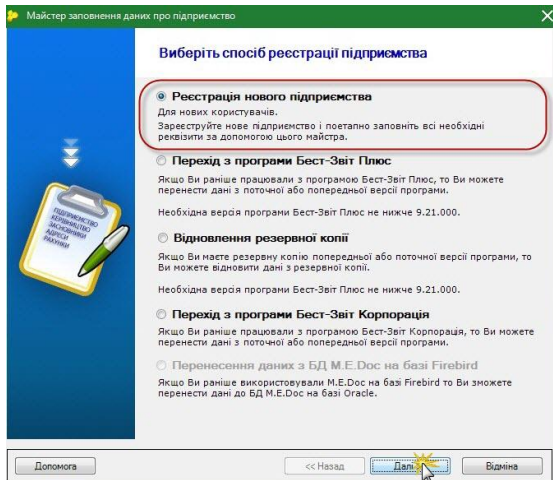 Майстер заповнення даних про підприємство
Виберіть спосіб реєстрації підприємства
Реєстрація нового підприємства
Для нових користувачів.
Зареєструйте нове підприємство і поетапно заповніть всі необхідні
реквізити за допомогою цього майстра.
Перехід з програми Бест-Звіт Плюс
Якщо Ви раніше працювали з програмою Бест-Звіт Плюс, то Ви можете
перенести дані з поточної або попередньої версії програми.
Необхідна версія програми Бест-Звіт Плюс не нижче 9.21.000.
Відновлення резервної копії
Якщо Ви маєте резервну копію попередньої або поточної версії програми, то
Ви можете відновити дані з резервної копії.
Необхідна версія програми Бест-Звіт Плюс не нижче 9.21.000.
Перехід з програми Бест-Звіт Корпорація
Якщо Ви раніше працювали з програмою Бест-Звіт Корпорація, то Ви можете
перенести дані з поточної або попередньої версії програми.
Перенесення даних з БД M.E.Doc на базі Firebird
Якщо Ви раніше використовували M.E.Doc на базі Firebird то Ви зможете
перенести дані до БД M.E.Doc на базі Oracle.
ПІДПРИЄМСТВО
КЕРІВНИЦТВО
ЗАСНОВНИКИ
АДРЕСИ
РАХУНКИ
Допомога
<< Назад
Далі
Відміна